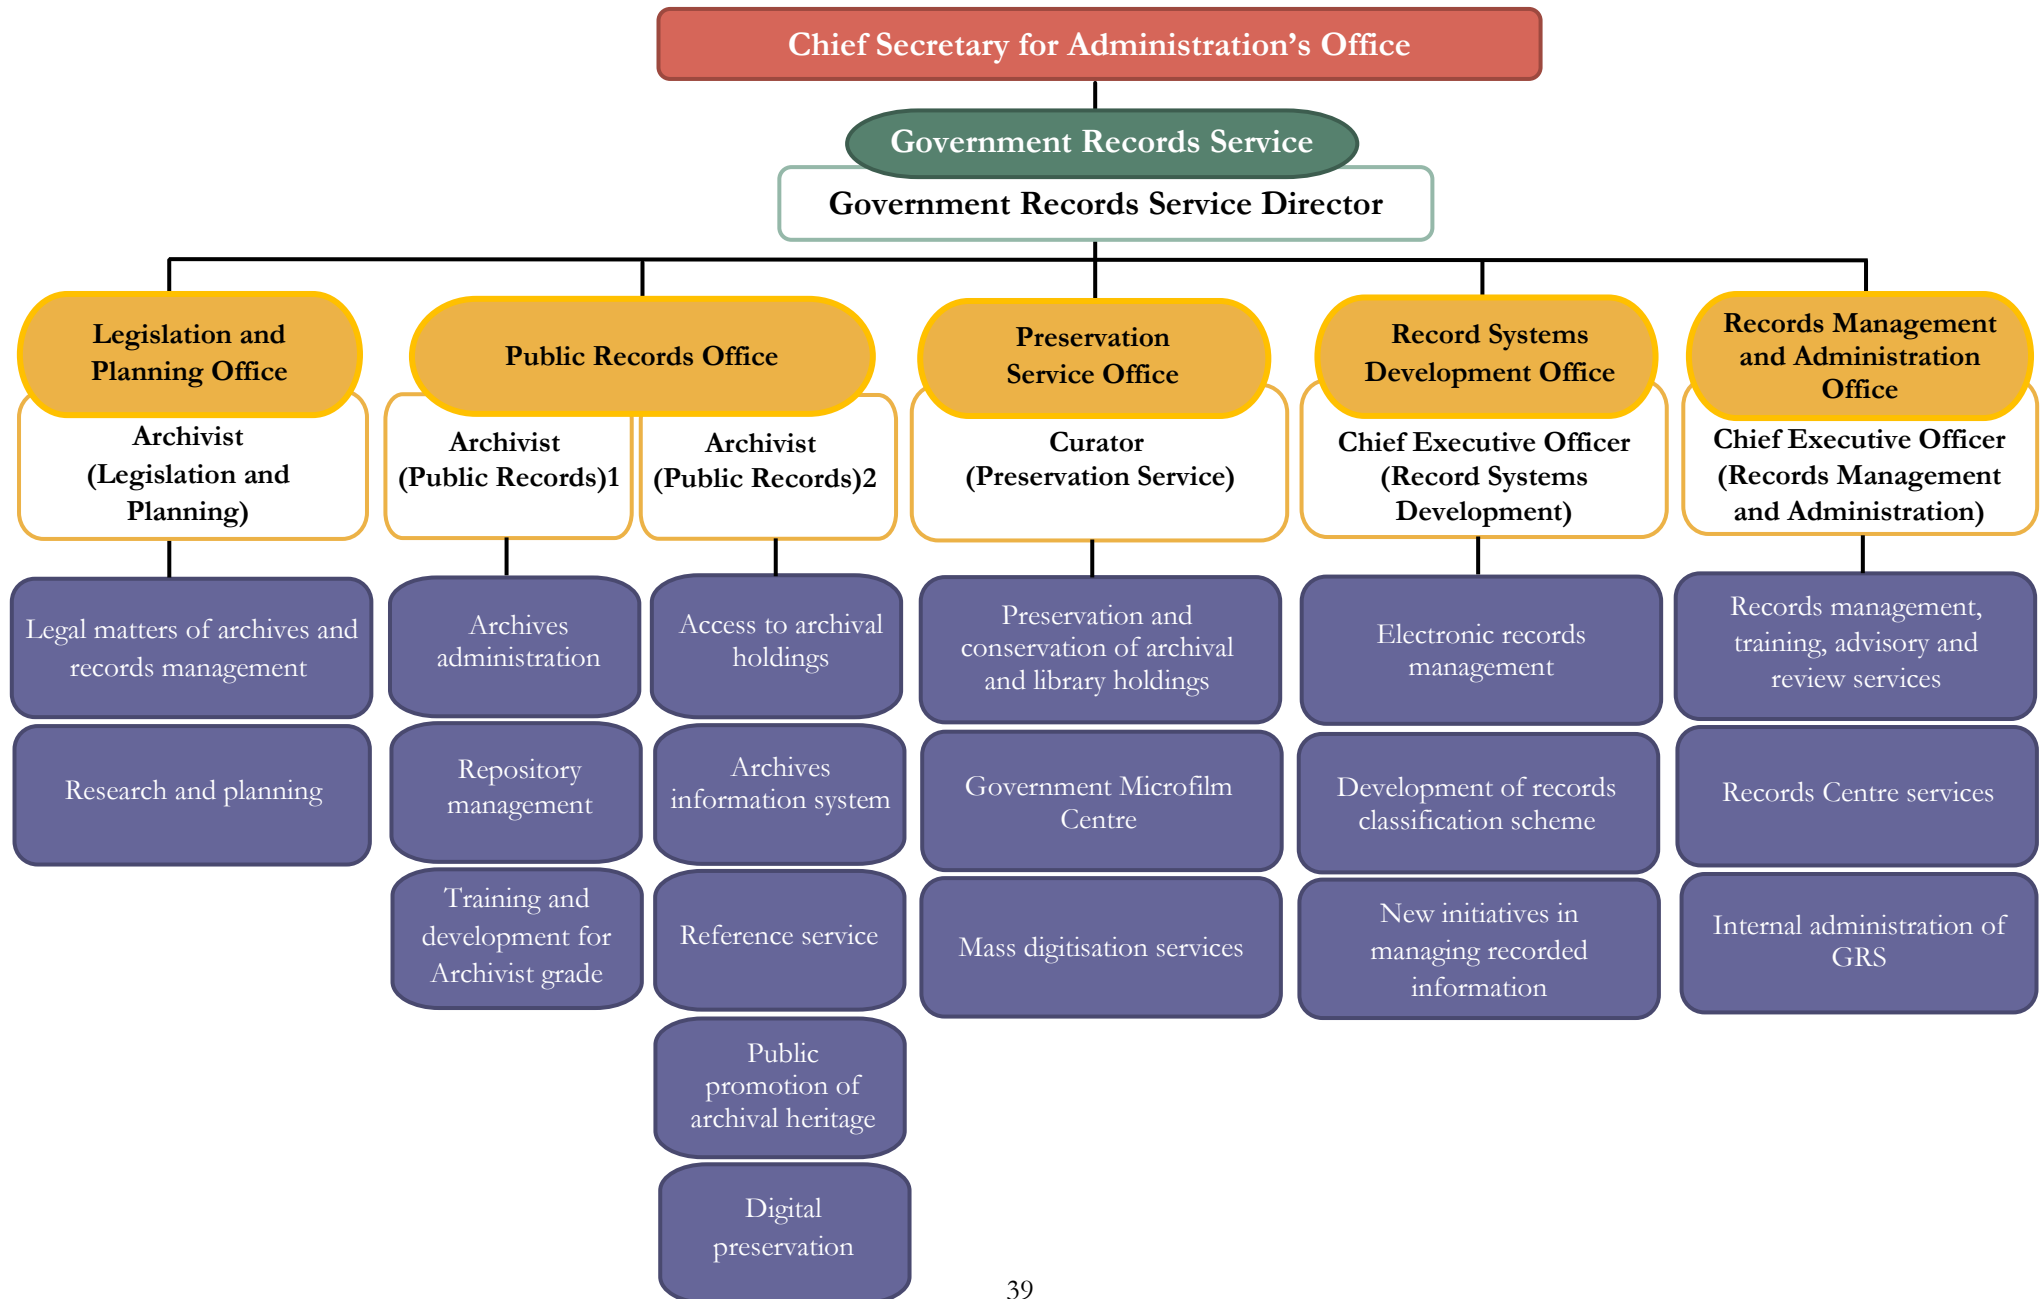 Chief Secretary for Administration’s Office
Government Records Service
Government Records Service Director
Legislation and
Planning Office
Archivist
(Legislation and
Planning)
Legal matters of archives and
records management
Research and planning
Public Records Office
Archivist
(Public Records)1
Archives
administration
Repository
management
Training and
development for
Archivist grade
Archivist
(Public Records)2
Access to archival
holdings
Archives
information system
Reference service
Public
promotion of
archival heritage
Digital
preservation
Preservation
Service Office
Curator
(Preservation Service)
Preservation and
conservation of archival
and library holdings
Government Microfilm
Centre
Mass digitisation services
Record Systems
Development Office
Chief Executive Officer
(Record Systems
Development)
Electronic records
management
Development of records
classification scheme
New initiatives in
managing recorded
information
Records Management
and Administration
Office
Chief Executive Officer
(Records Management
and Administration)
Records management,
training, advisory and
review services
Records Centre services
Internal administration of
GRS
39